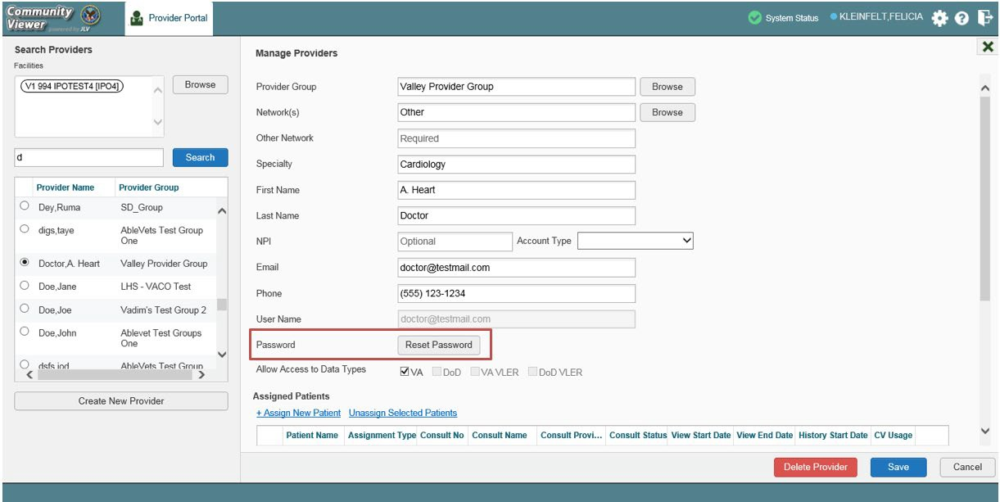 Community
Viewer
powered by JLV
Provider Portal
System Status
KLEINFELT,FELICIA
Search Providers
Facilities
V1 994 IPOTEST4 [IPO4]
Browse
d
Search
Provider Name Provider Group
Dey,Ruma SD_Group
digs,taye AbleVets Test Group
One
Doctor,A. Heart Valley Provider Group
Doe,Jane LHS - VACO Test
Doe,Joe Vadim's Test Group 2
Doe,John Ablevet Test Groups
One
dsfs,iod AbleVets Test Group
Create New Provider
Manage Providers
Provider Group Valley Provider Group Browse
Network(s) Other Browse
Other Network Required
Specialty Cardiology
First Name A. Heart
Last Name Doctor
NPI Optional Account Type
Email doctor@testmail.com
Phone (555) 123-1234
User Name doctor@testmail.com
Password Reset Password
Allow Access to Data Types VA DoD VA VLER DoD VLER
Assigned Patients
+ Assign New Patient Unassign Selected Patients
Patient Name Assignment Type Consult No Consult Name Consult Provi... Consult Status View Start Date View End Date History Start Date CV Usage
Delete Provider Save Cancel